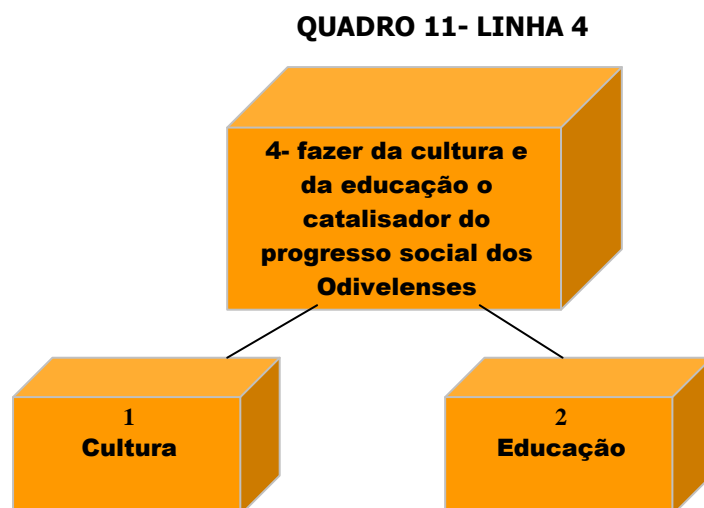 QUADRO 11- LINHA 4
4- fazer da cultura e
da educação o
catalisador do
progresso social dos
Odivelenses
1
Cultura
2
Educação